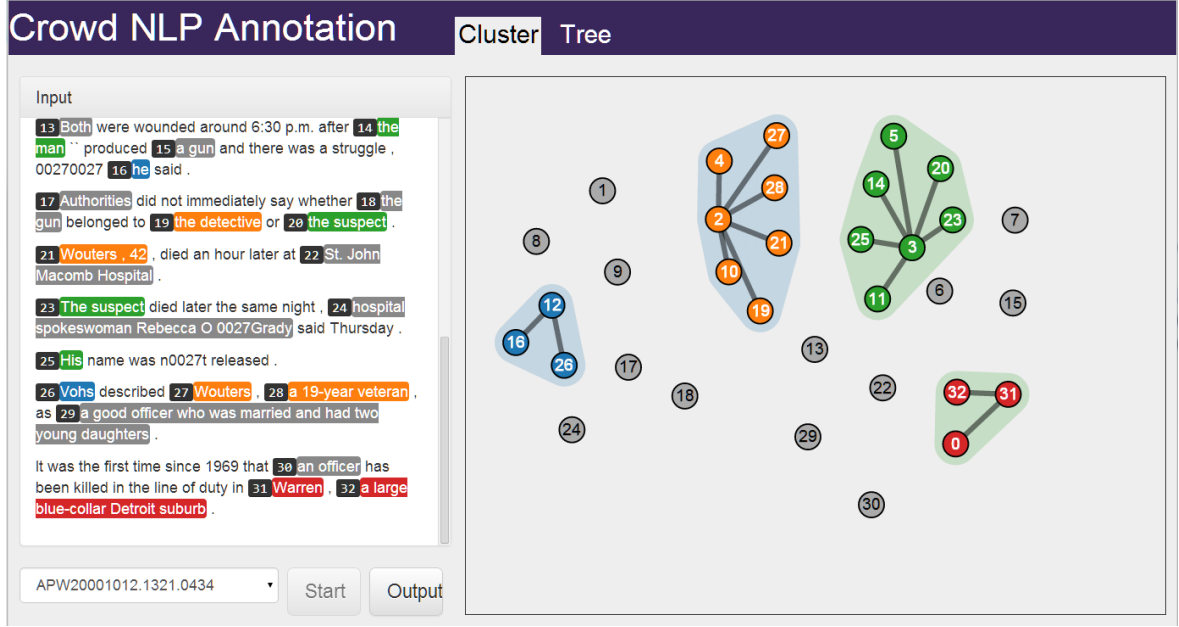 Crowd NLP Annotation
Cluster Tree
Input
13 Both were wounded around 6:30 p.m. after 14 the
man `` produced 15 a gun and there was a struggle ,
00270027 16 he said .
17 Authorities did not immediately say whether 18 the
gun belonged to 19 the detective or 20 the suspect .
21 Wouters , 42 , died an hour later at 22 St. John
Macomb Hospital .
23 The suspect died later the same night , 24 hospital
spokeswoman Rebecca O 0027Grady said Thursday .
25 His name was n0027t released .
26 Vohs described 27 Wouters , 28 a 19-year veteran ,
as 29 a good officer who was married and had two
young daughters .
It was the first time since 1969 that 30 an officer has
been killed in the line of duty in 31 Warren , 32 a large
blue-collar Detroit suburb .
APW20001012.1321.0434
Start
Output
27
5
4
20
14
28
1
2
23
7
8
21
25
3
9
10
6
12
11
15
19
16
13
26
17
22
18
32
31
24
29
0
30